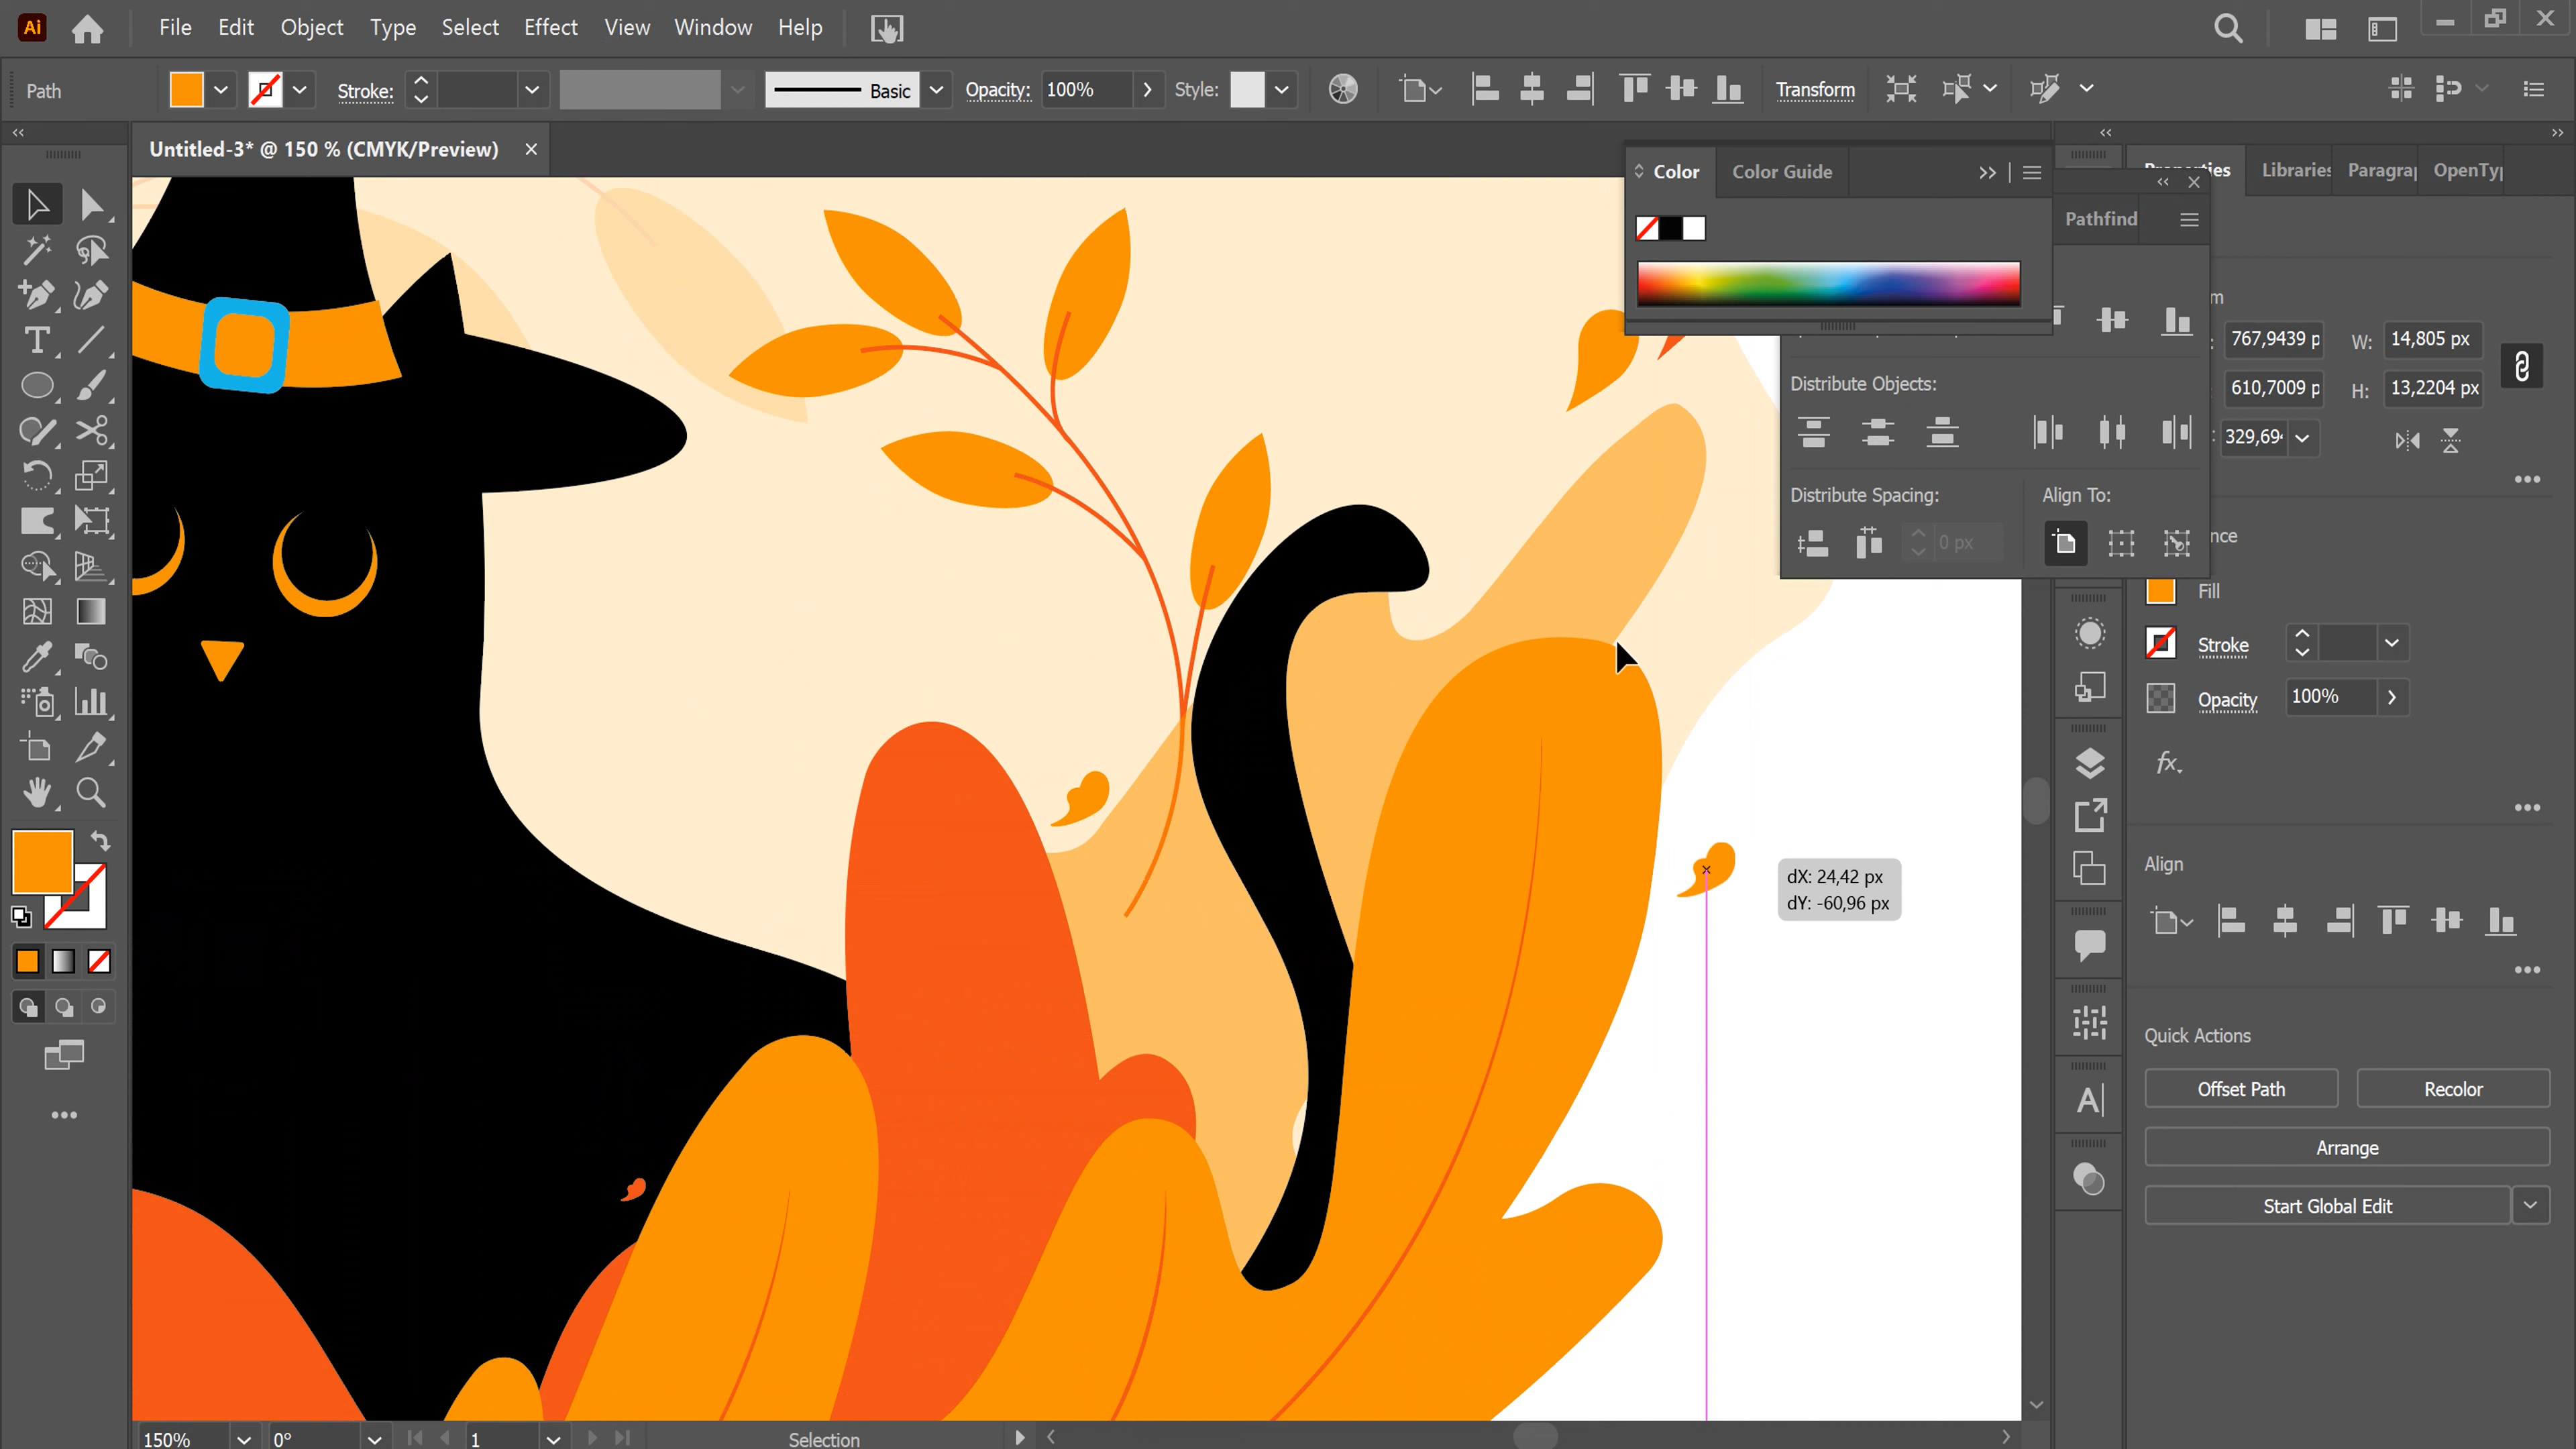 Ai File Edit Object Type Select Effect View Window Help
Path Stroke: Basic Opacity: 100% Style: Transform
Untitled-3* @ 150 % (CMYK/Preview)
Color Color Guide
Properties Libraries Paragra OpenTy
Pathfind
767,9439 p W: 14,805 px
610,7009 p H: 13,2204 px
329,69
Distribute Objects:
Distribute Spacing: Align To:
0 px
Fill
Stroke
Opacity 100%
fx
dX: 24,42 px
dY: -60,96 px
Align
Quick Actions
Offset Path Recolor
Arrange
Start Global Edit
150% 0° 1 Selection